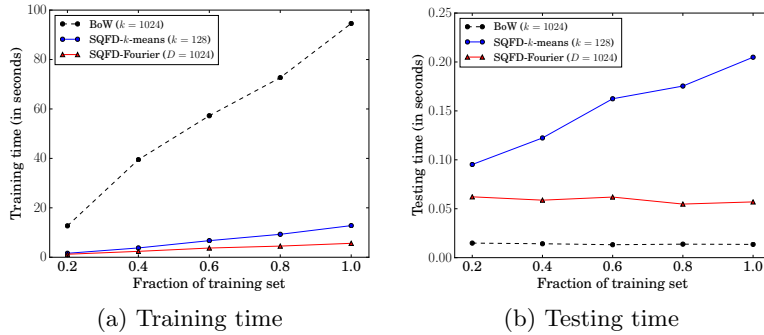 100
80
60
40
20
0
0.2
0.4
0.6
0.8
1.0
Training time (in seconds)
Fraction of training set
BoW (k = 1024)
SQFD-k-means (k = 128)
SQFD-Fourier (D = 1024)
(a) Training time
0.25
0.20
0.15
0.10
0.05
0.00
0.2
0.4
0.6
0.8
1.0
Testing time (in seconds)
Fraction of training set
BoW (k = 1024)
SQFD-k-means (k = 128)
SQFD-Fourier (D = 1024)
(b) Testing time